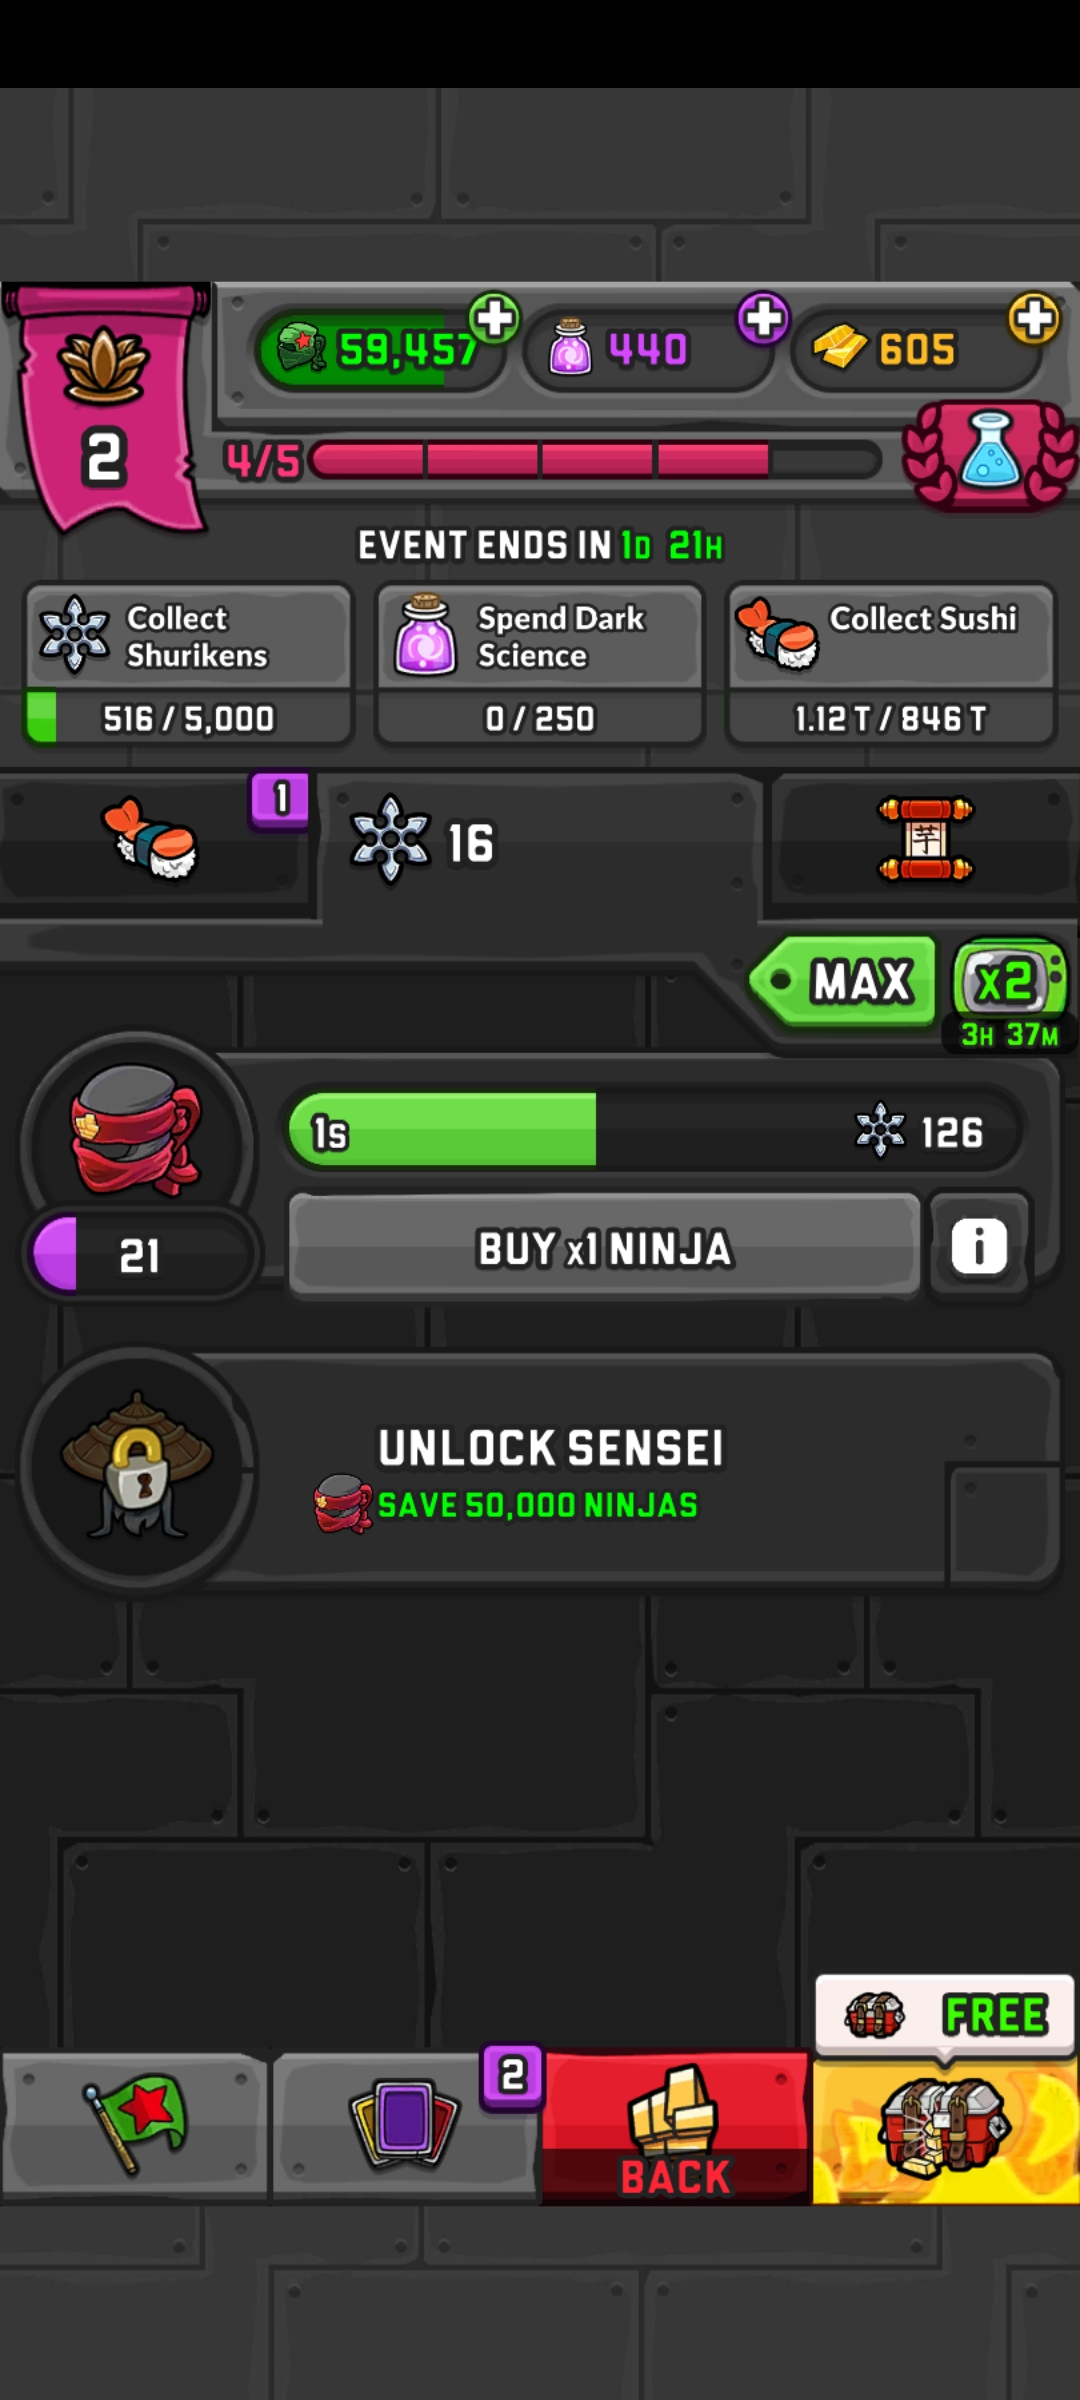 2
59,457
440
605
4/5
EVENT ENDS IN 1D 21H
Collect
Shurikens
516 / 5,000
Spend Dark
Science
0 / 250
Collect Sushi
1.12 T / 846 T
1
16
芋
MAX
x2
3H 37M
1s
126
21
BUY x1 NINJA
i
UNLOCK SENSEI
SAVE 50,000 NINJAS
FREE
2
BACK